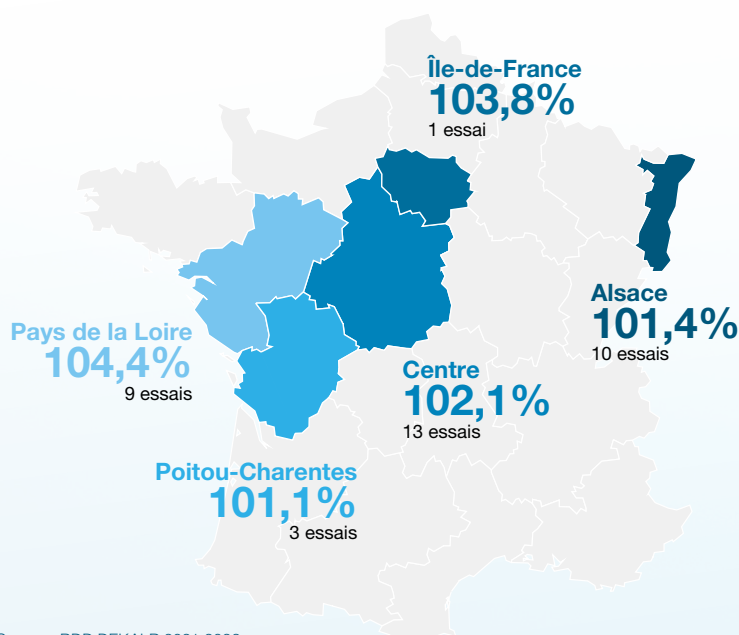 Île-de-France
103,8%
1 essai
Alsace
101,4%
10 essais
Pays de la Loire
104,4%
9 essais
Centre
102,1%
13 essais
Poitou-Charentes
101,1%
3 essais